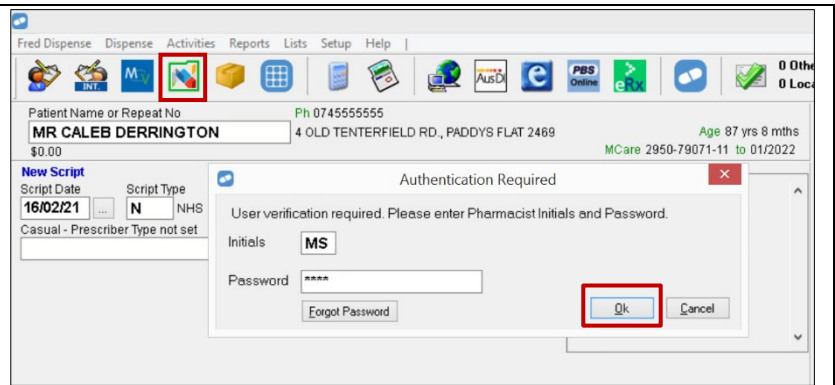 Fred Dispense Dispense Activities Reports Lists Setup Help |
INT. AusDI PBS Online eRx
0 Othe
0 Loca
Patient Name or Repeat No Ph 0745555555
MR CALEB DERRINGTON 4 OLD TENTERFIELD RD., PADDYS FLAT 2469 Age 87 yrs 8 mths
$0.00 MCare 2950-79071-11 to 01/2022
New Script
Script Date Script Type
16/02/21 ... N NHS
Casual - Prescriber Type not set
Authentication Required
User verification required. Please enter Pharmacist Initials and Password.
Initials MS
Password ****
Forgot Password Ok Cancel